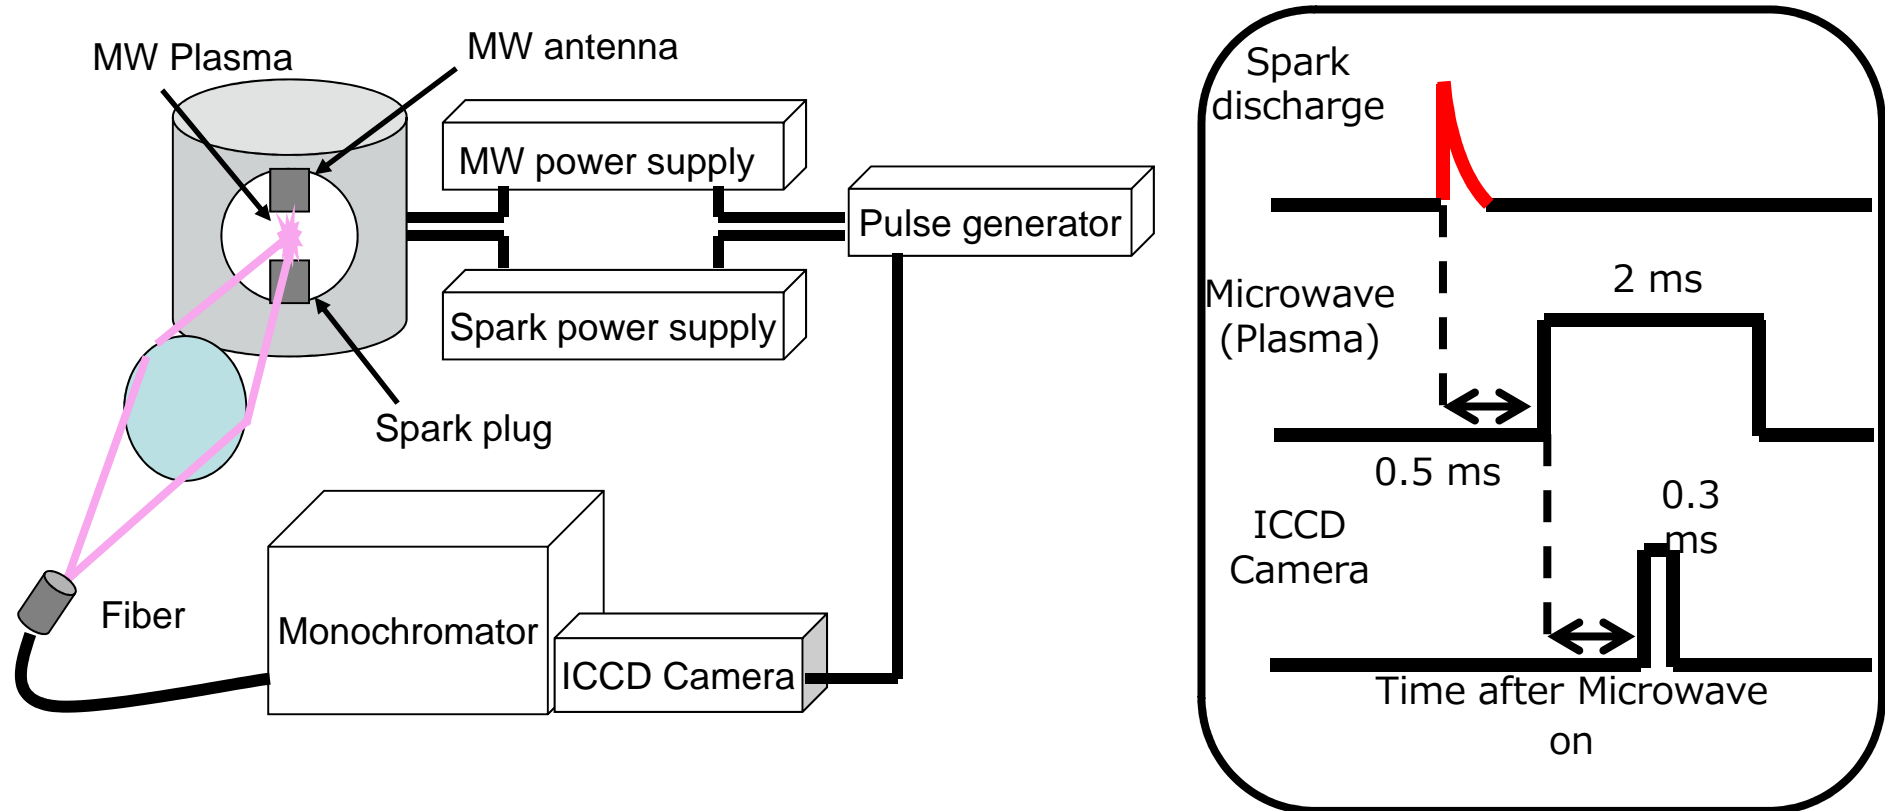 MW Plasma
MW antenna
MW power supply
Pulse generator
Spark power supply
Spark plug
Fiber
Monochromator
ICCD Camera
Spark
discharge
Microwave
(Plasma)
2 ms
0.5 ms
ICCD
Camera
0.3
ms
Time after Microwave
on